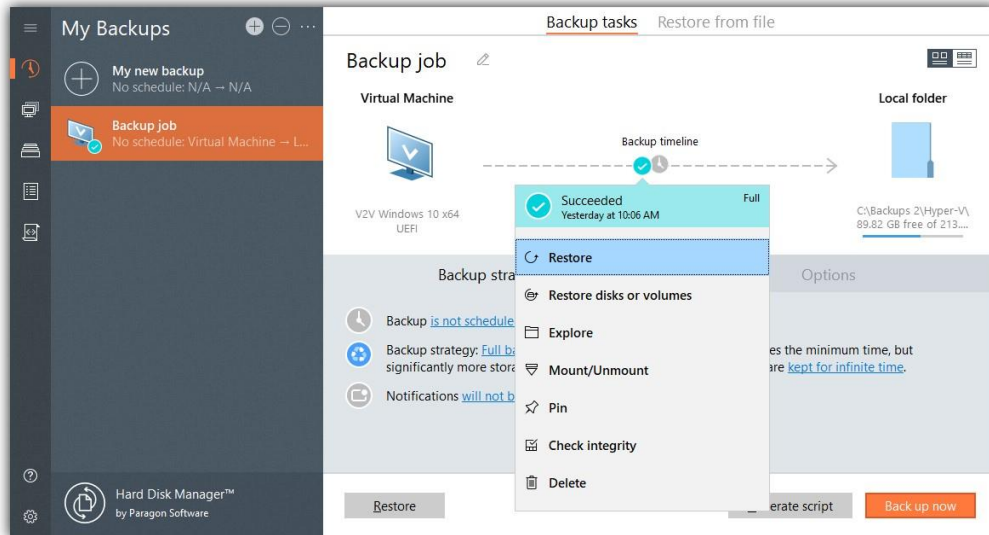 My Backups
Backup tasks
Restore from file
My new backup
No schedule: N/A → N/A
Backup job
No schedule: Virtual Machine → L...
Hard Disk Manager™
by Paragon Software
Backup job
Virtual Machine
Local folder
Backup timeline
V2V Windows 10 x64
UEFI
C:\Backups 2\Hyper-V\
89.82 GB free of 213....
Succeeded
Full
Yesterday at 10:06 AM
Restore
Restore disks or volumes
Explore
Mount/Unmount
Pin
Check integrity
Delete
Backup stra
Options
Backup is not schedule
Backup strategy: Full ba
es the minimum time, but
significantly more stora
are kept for infinite time.
Notifications will not b
Restore
erate script
Back up now